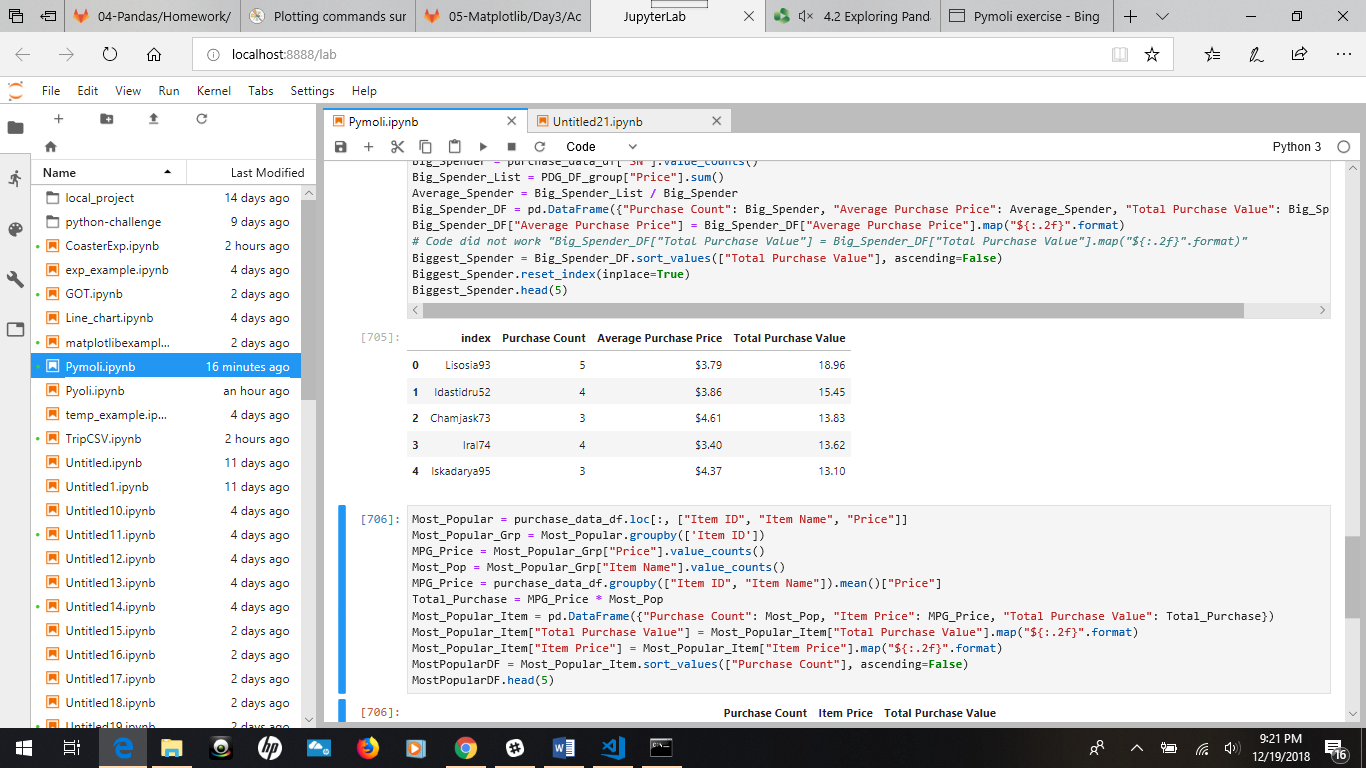 04-Pandas/Homework/
Plotting commands sur
05-Matplotlib/Day3/Ac
JupyterLab
4.2 Exploring Pand
Pymoli exercise - Bing
localhost:8888/lab
File Edit View Run Kernel Tabs Settings Help
Pymoli.ipynb
Untitled21.ipynb
Code
Python 3
Name Last Modified
local_project 14 days ago
python-challenge 9 days ago
CoasterExp.ipynb 2 hours ago
exp_example.ipynb 4 days ago
GOT.ipynb 2 days ago
Line_chart.ipynb 4 days ago
matplotlibexampl... 2 days ago
Pymoli.ipynb 16 minutes ago
Pyoli.ipynb an hour ago
temp_example.ip... 4 days ago
TripCSV.ipynb 2 hours ago
Untitled.ipynb 11 days ago
Untitled1.ipynb 11 days ago
Untitled10.ipynb 4 days ago
Untitled11.ipynb 4 days ago
Untitled12.ipynb 4 days ago
Untitled13.ipynb 4 days ago
Untitled14.ipynb 4 days ago
Untitled15.ipynb 2 days ago
Untitled16.ipynb 2 days ago
Untitled17.ipynb 2 days ago
Untitled18.ipynb 2 days ago
Untitled19.ipynb 2 days ago
Big_Spender = purchase_data_df["SN"].value_counts()
Big_Spender_List = PDG_DF_group["Price"].sum()
Average_Spender = Big_Spender_List / Big_Spender
Big_Spender_DF = pd.DataFrame({"Purchase Count": Big_Spender, "Average Purchase Price": Average_Spender, "Total Purchase Value": Big_Sp
Big_Spender_DF["Average Purchase Price"] = Big_Spender_DF["Average Purchase Price"].map("${:.2f}".format)
# Code did not work "Big_Spender_DF["Total Purchase Value"] = Big_Spender_DF["Total Purchase Value"].map("${:.2f}".format)"
Biggest_Spender = Big_Spender_DF.sort_values(["Total Purchase Value"], ascending=False)
Biggest_Spender.reset_index(inplace=True)
Biggest_Spender.head(5)
[705]:
index Purchase Count Average Purchase Price Total Purchase Value
0 Lisosia93 5 $3.79 18.96
1 Idastidru52 4 $3.86 15.45
2 Chamjask73 3 $4.61 13.83
3 Iral74 4 $3.40 13.62
4 Iskadarya95 3 $4.37 13.10
[706]:
Most_Popular = purchase_data_df.loc[:, ["Item ID", "Item Name", "Price"]]
Most_Popular_Grp = Most_Popular.groupby(['Item ID'])
MPG_Price = Most_Popular_Grp["Price"].value_counts()
Most_Pop = Most_Popular_Grp["Item Name"].value_counts()
MPG_Price = purchase_data_df.groupby(["Item ID", "Item Name"]).mean()["Price"]
Total_Purchase = MPG_Price * Most_Pop
Most_Popular_Item = pd.DataFrame({"Purchase Count": Most_Pop, "Item Price": MPG_Price, "Total Purchase Value": Total_Purchase})
Most_Popular_Item["Total Purchase Value"] = Most_Popular_Item["Total Purchase Value"].map("${:.2f}".format)
Most_Popular_Item["Item Price"] = Most_Popular_Item["Item Price"].map("${:.2f}".format)
MostPopularDF = Most_Popular_Item.sort_values(["Purchase Count"], ascending=False)
MostPopularDF.head(5)
[706]:
Purchase Count Item Price Total Purchase Value
9:21 PM
12/19/2018
16